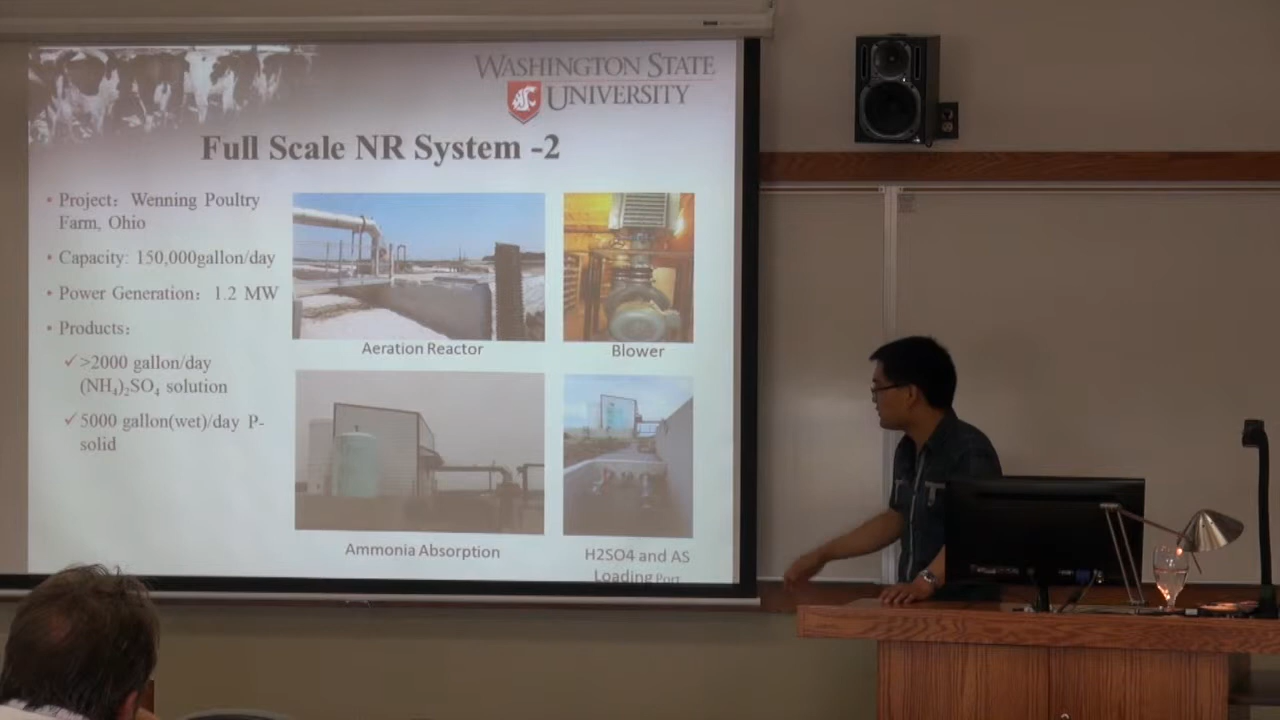 WASHINGTON STATE
UNIVERSITY
Full Scale NR System -2
• Project: Wenning Poultry
Farm, Ohio
• Capacity: 150,000gallon/day
• Power Generation: 1.2 MW
• Products:
✓ >2000 gallon/day
(NH₄)₂SO₄ solution
✓ 5000 gallon(wet)/day P-
solid
Aeration Reactor
Blower
Ammonia Absorption
H2SO4 and AS
Loading Port